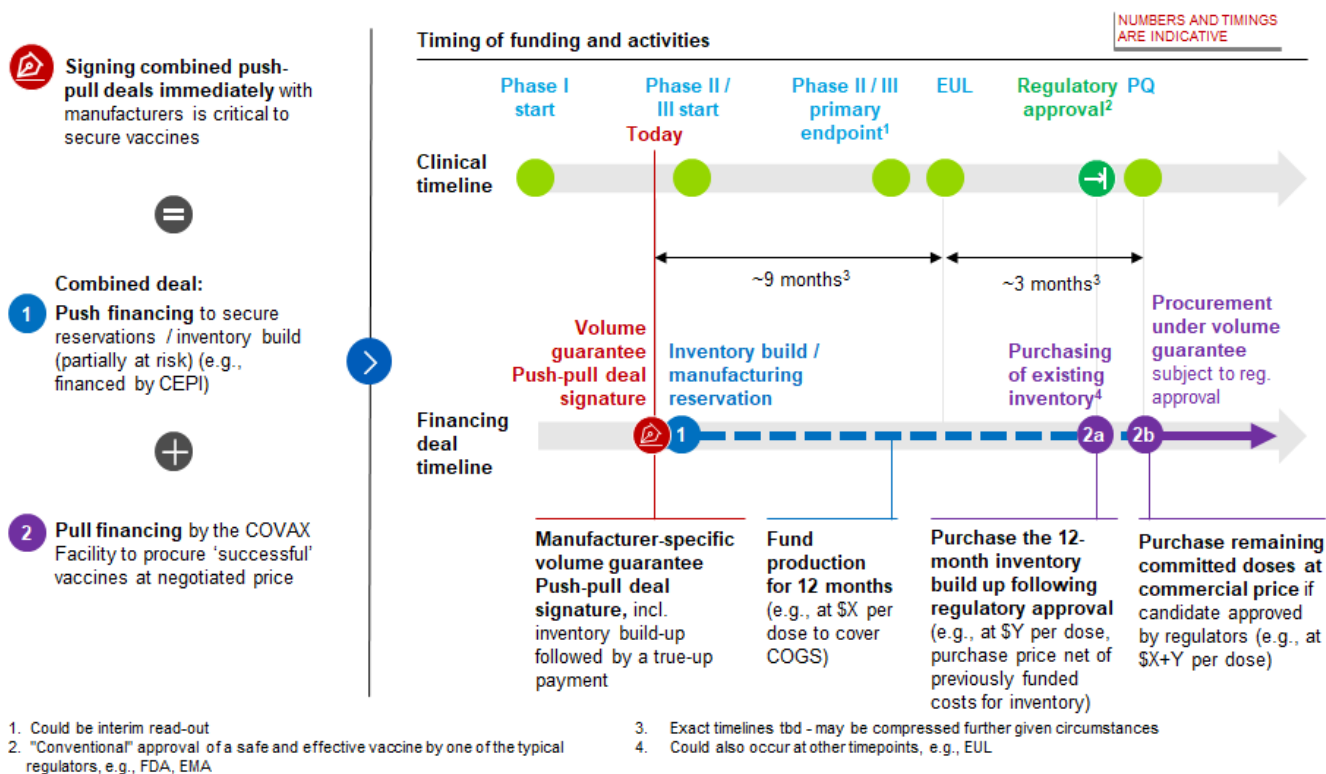 NUMBERS AND TIMINGS
ARE INDICATIVE
Signing combined push-
pull deals immediately with
manufacturers is critical to
secure vaccines
=
Combined deal:
1
Push financing to secure
reservations / inventory build
(partially at risk) (e.g.,
financed by CEPI)
+
2
Pull financing by the COVAX
Facility to procure ‘successful’
vaccines at negotiated price
Timing of funding and activities
Phase I
start
Phase II /
III start
Phase II / III
primary
endpoint1
EUL
Regulatory
approval2
PQ
Today
Clinical
timeline
~9 months3
~3 months3
Volume
guarantee
Push-pull deal
signature
Inventory build /
manufacturing
reservation
Purchasing
of existing
inventory4
Procurement
under volume
guarantee
subject to reg.
approval
Financing
deal
timeline
1
2a
2b
Manufacturer-specific
volume guarantee
Push-pull deal
signature, incl.
inventory build-up
followed by a true-up
payment
Fund
production
for 12 months
(e.g., at $X per
dose to cover
COGS)
Purchase the 12-
month inventory
build up following
regulatory approval
(e.g., at $Y per dose,
purchase price net of
previously funded
costs for inventory)
Purchase remaining
committed doses at
commercial price if
candidate approved
by regulators (e.g., at
$X+Y per dose)
1. Could be interim read-out
2. "Conventional" approval of a safe and effective vaccine by one of the typical
regulators, e.g., FDA, EMA
3. Exact timelines tbd - may be compressed further given circumstances
4. Could also occur at other timepoints, e.g., EUL